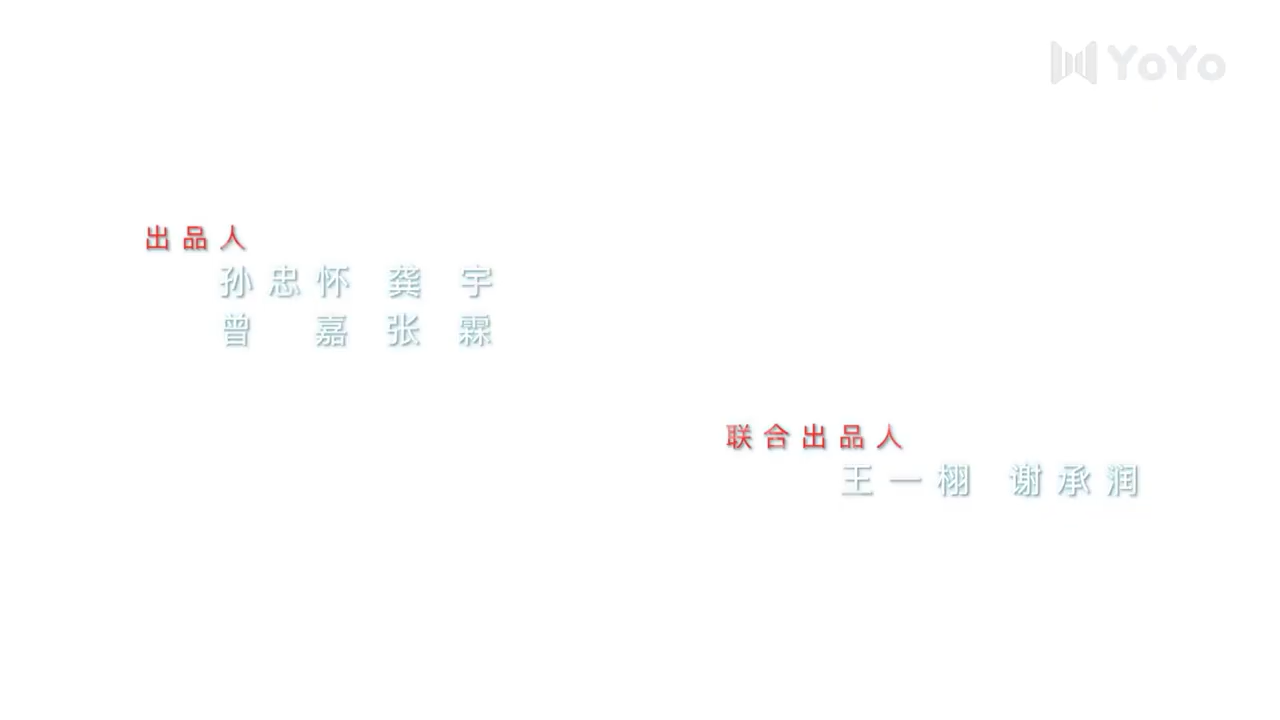 YoYo
出品人
孙忠怀 龚 宇
曾 嘉 张 霖
联合出品人
王一栩 谢承润